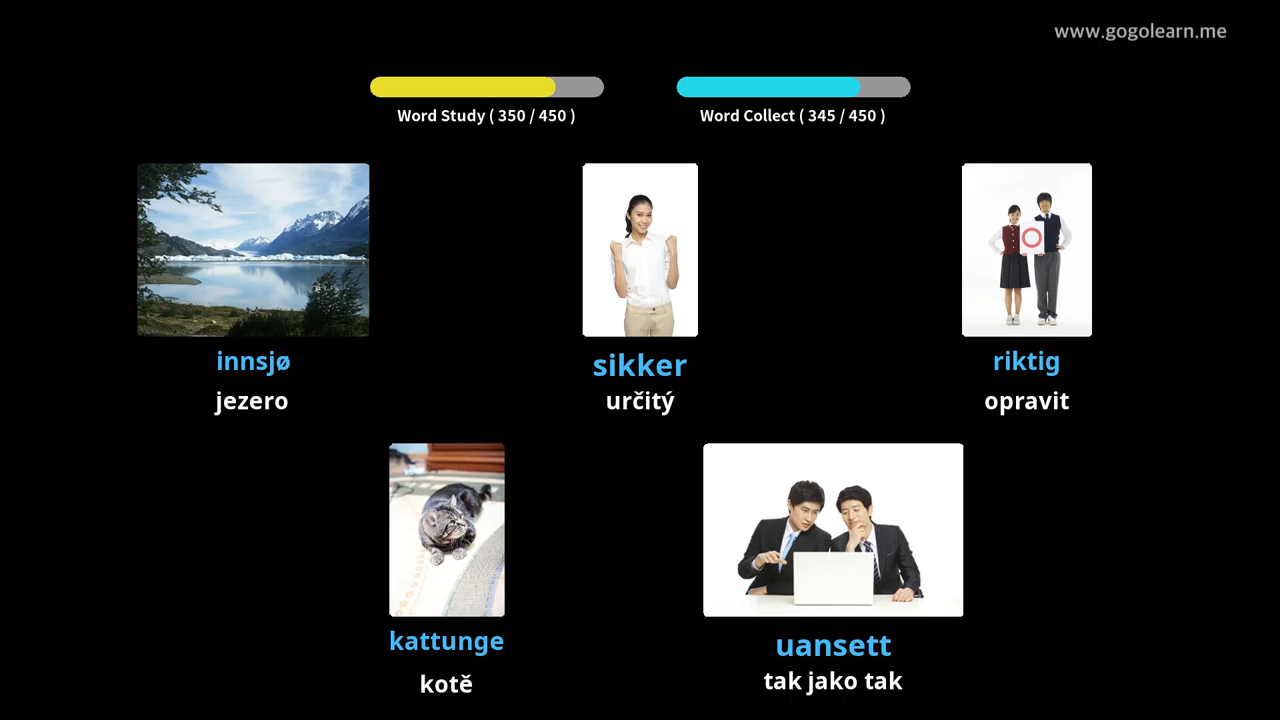 www.gogolearn.me
Word Study ( 350 / 450 )
Word Collect ( 345 / 450 )
innsjø
jezero
sikker
určitý
riktig
opravit
kattunge
kotě
uansett
tak jako tak